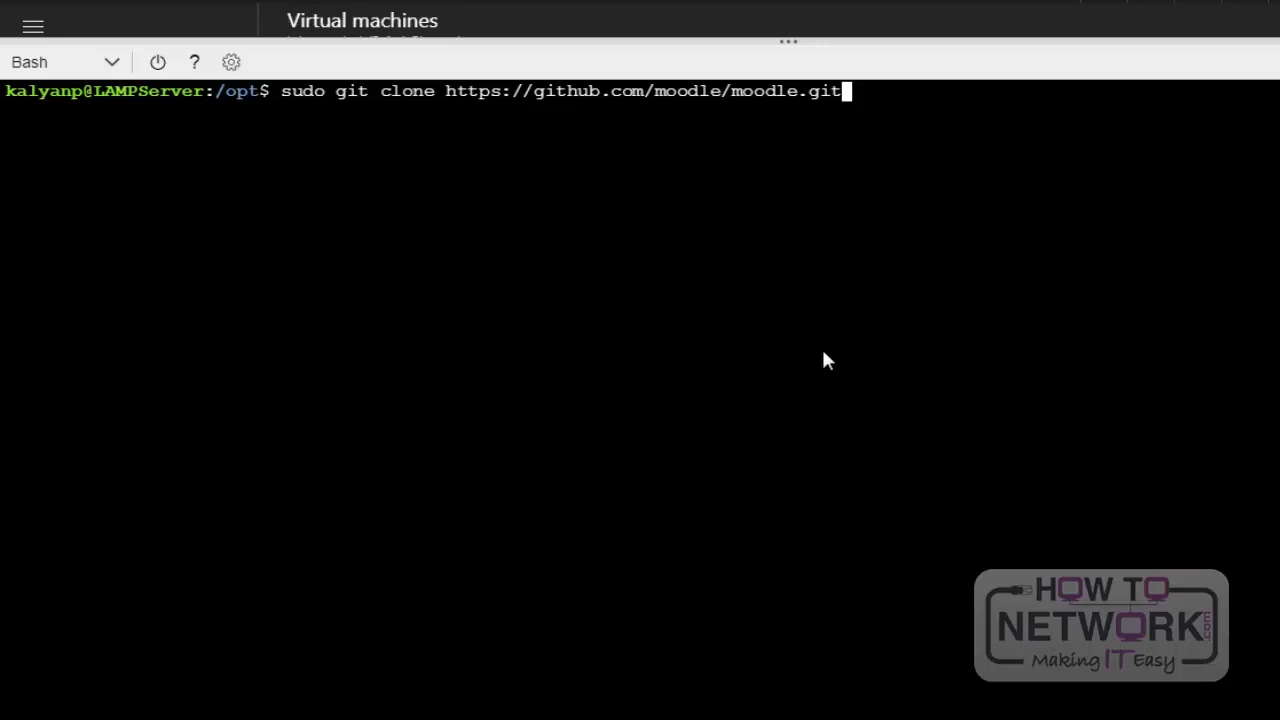 Virtual machines
Bash
?
kalyanp@LAMPServer:/opt$ sudo git clone https://github.com/moodle/moodle.git
HOW TO
NETWORK.com
Making IT Easy